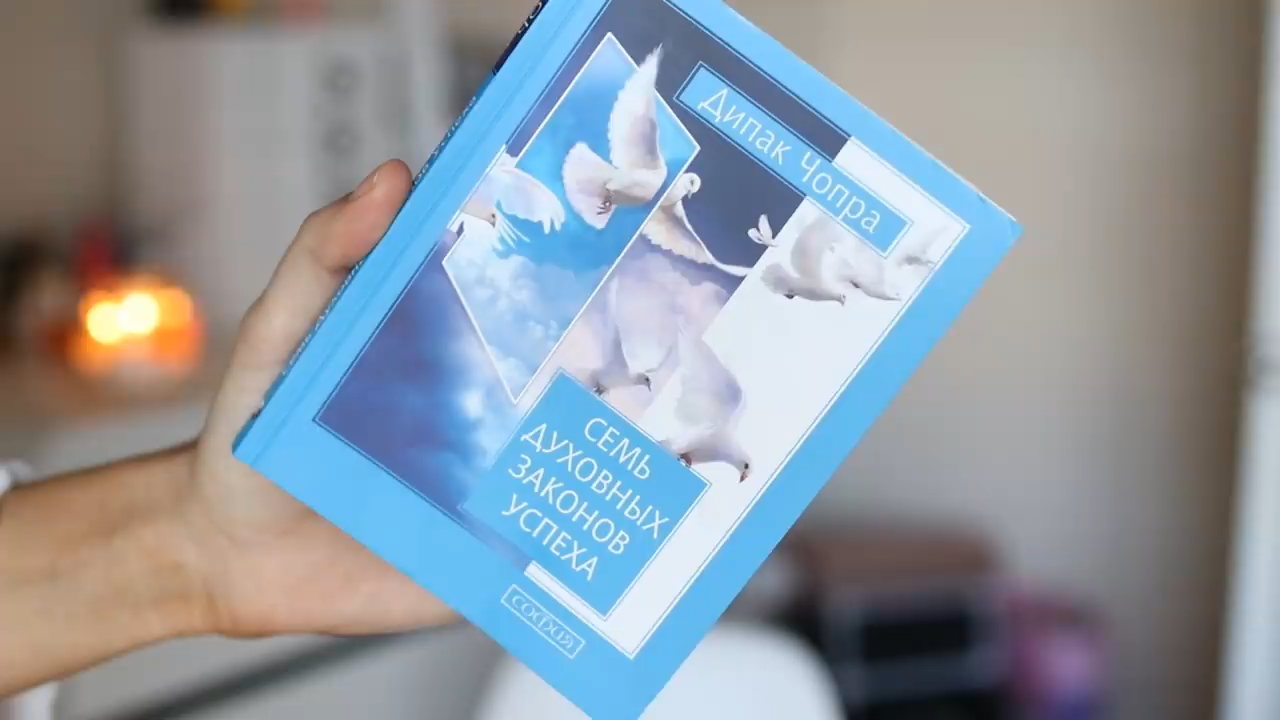 Дипак Чопра
СЕМЬ
ДУХОВНЫХ
ЗАКОНОВ
УСПЕХА
СОФИЯ